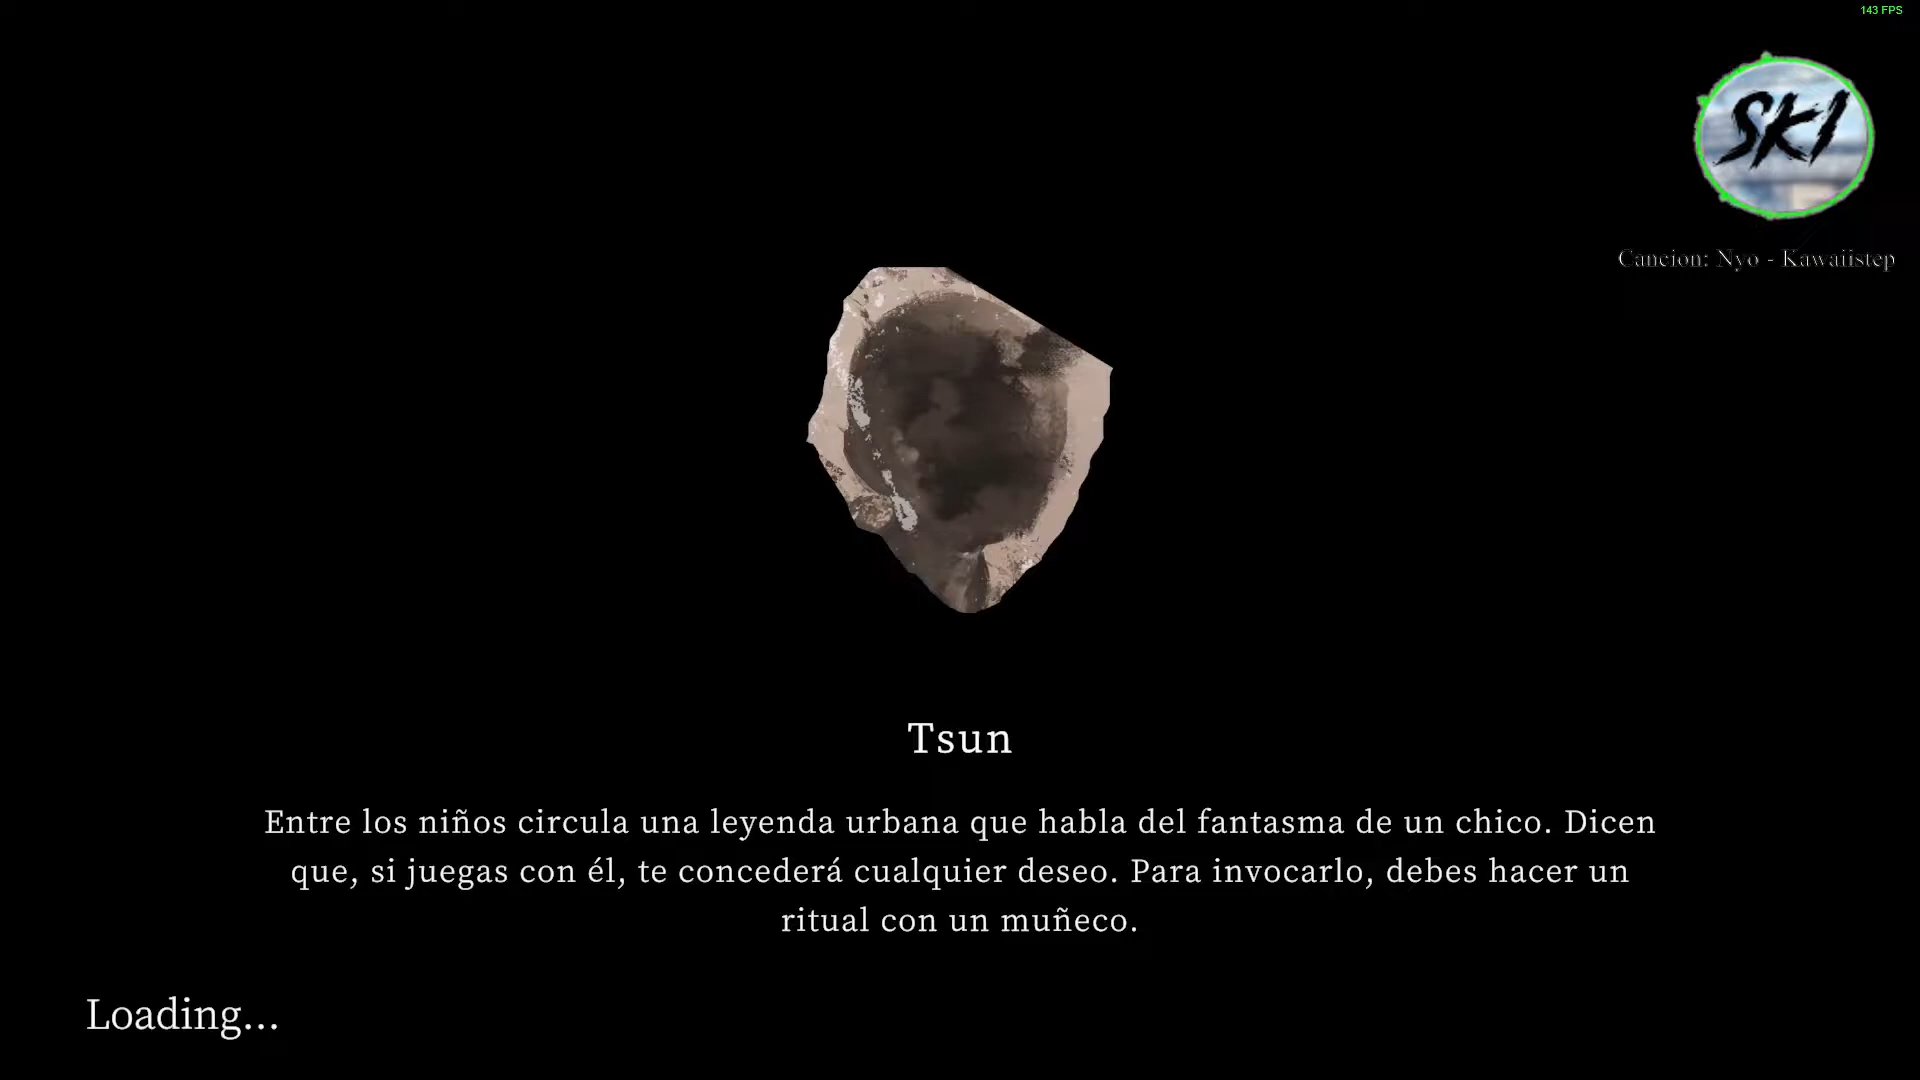 143 FPS
SKI
Cancion: Nyo - Kawaiistep
Tsun
Entre los niños circula una leyenda urbana que habla del fantasma de un chico. Dicen
que, si juegas con él, te concederá cualquier deseo. Para invocarlo, debes hacer un
ritual con un muñeco.
Loading...